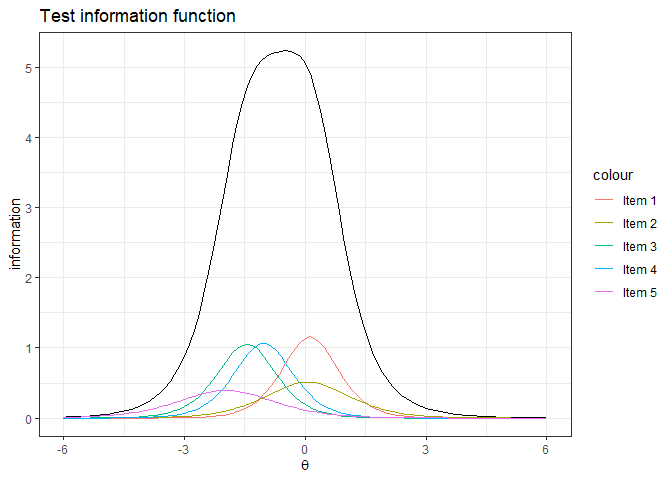 Test information function
5
4
3
2
1
0
information
-6
-3
0
3
6
θ
colour
Item 1
Item 2
Item 3
Item 4
Item 5